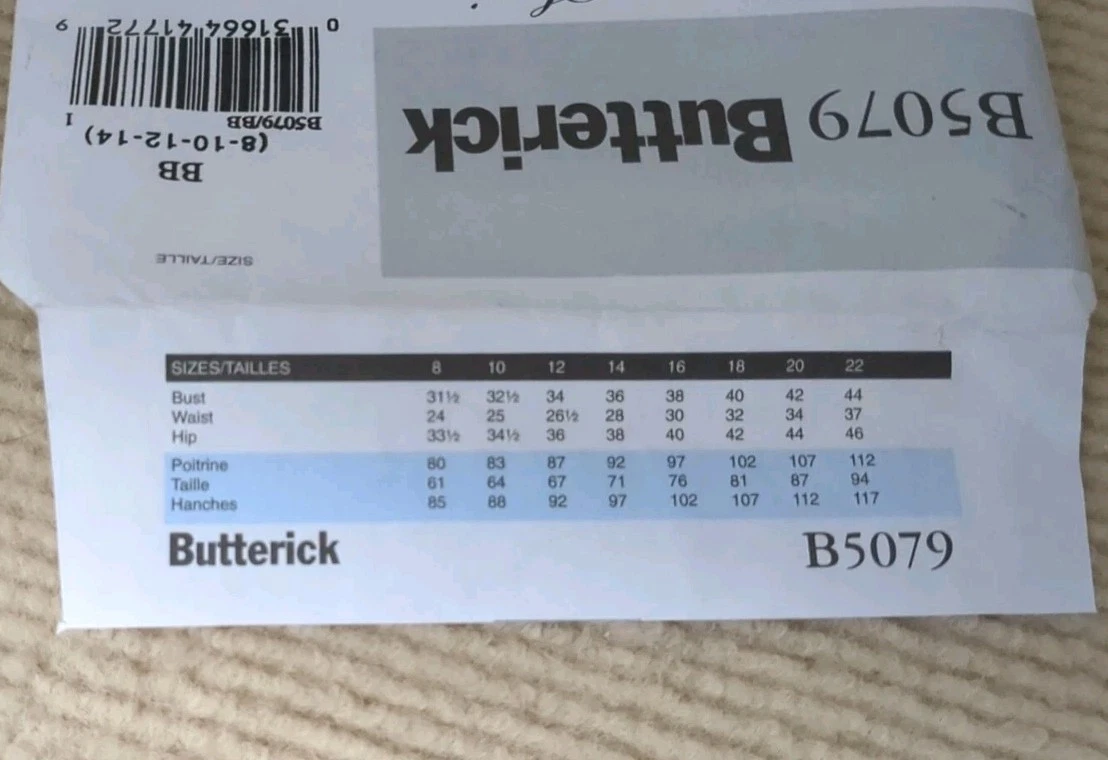 SIZE/TAILLE
BB
(8-10-12-14)
B5079/BB
1
0 31664 41772 9
B5079 Butterick
SIZES/TAILLES 8 10 12 14 16 18 20 22
Bust 31½ 32½ 34 36 38 40 42 44
Waist 24 25 26½ 28 30 32 34 37
Hip 33½ 34½ 36 38 40 42 44 46
Poitrine 80 83 87 92 97 102 107 112
Taille 61 64 67 71 76 81 87 94
Hanches 85 88 92 97 102 107 112 117
Butterick B5079